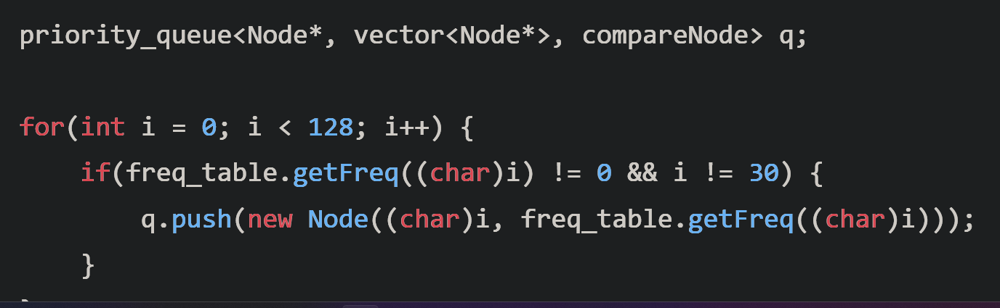 priority_queue<Node*, vector<Node*>, compareNode> q;
for(int i = 0; i < 128; i++) {
if(freq_table.getFreq((char)i) != 0 && i != 30) {
q.push(new Node((char)i, freq_table.getFreq((char)i)));
}